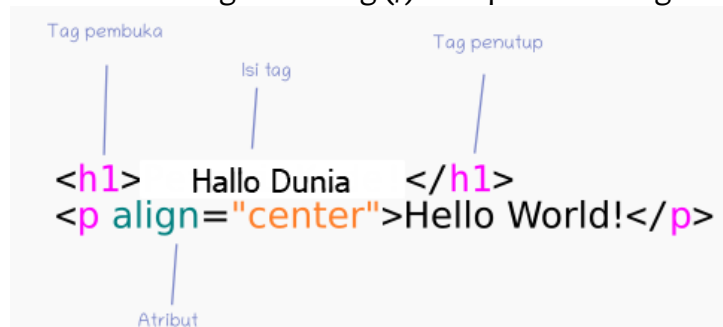 Tag pembuka
Tag penutup
Isi tag
<h1> Hallo Dunia </h1>
<p align="center">Hello World!</p>
Atribut